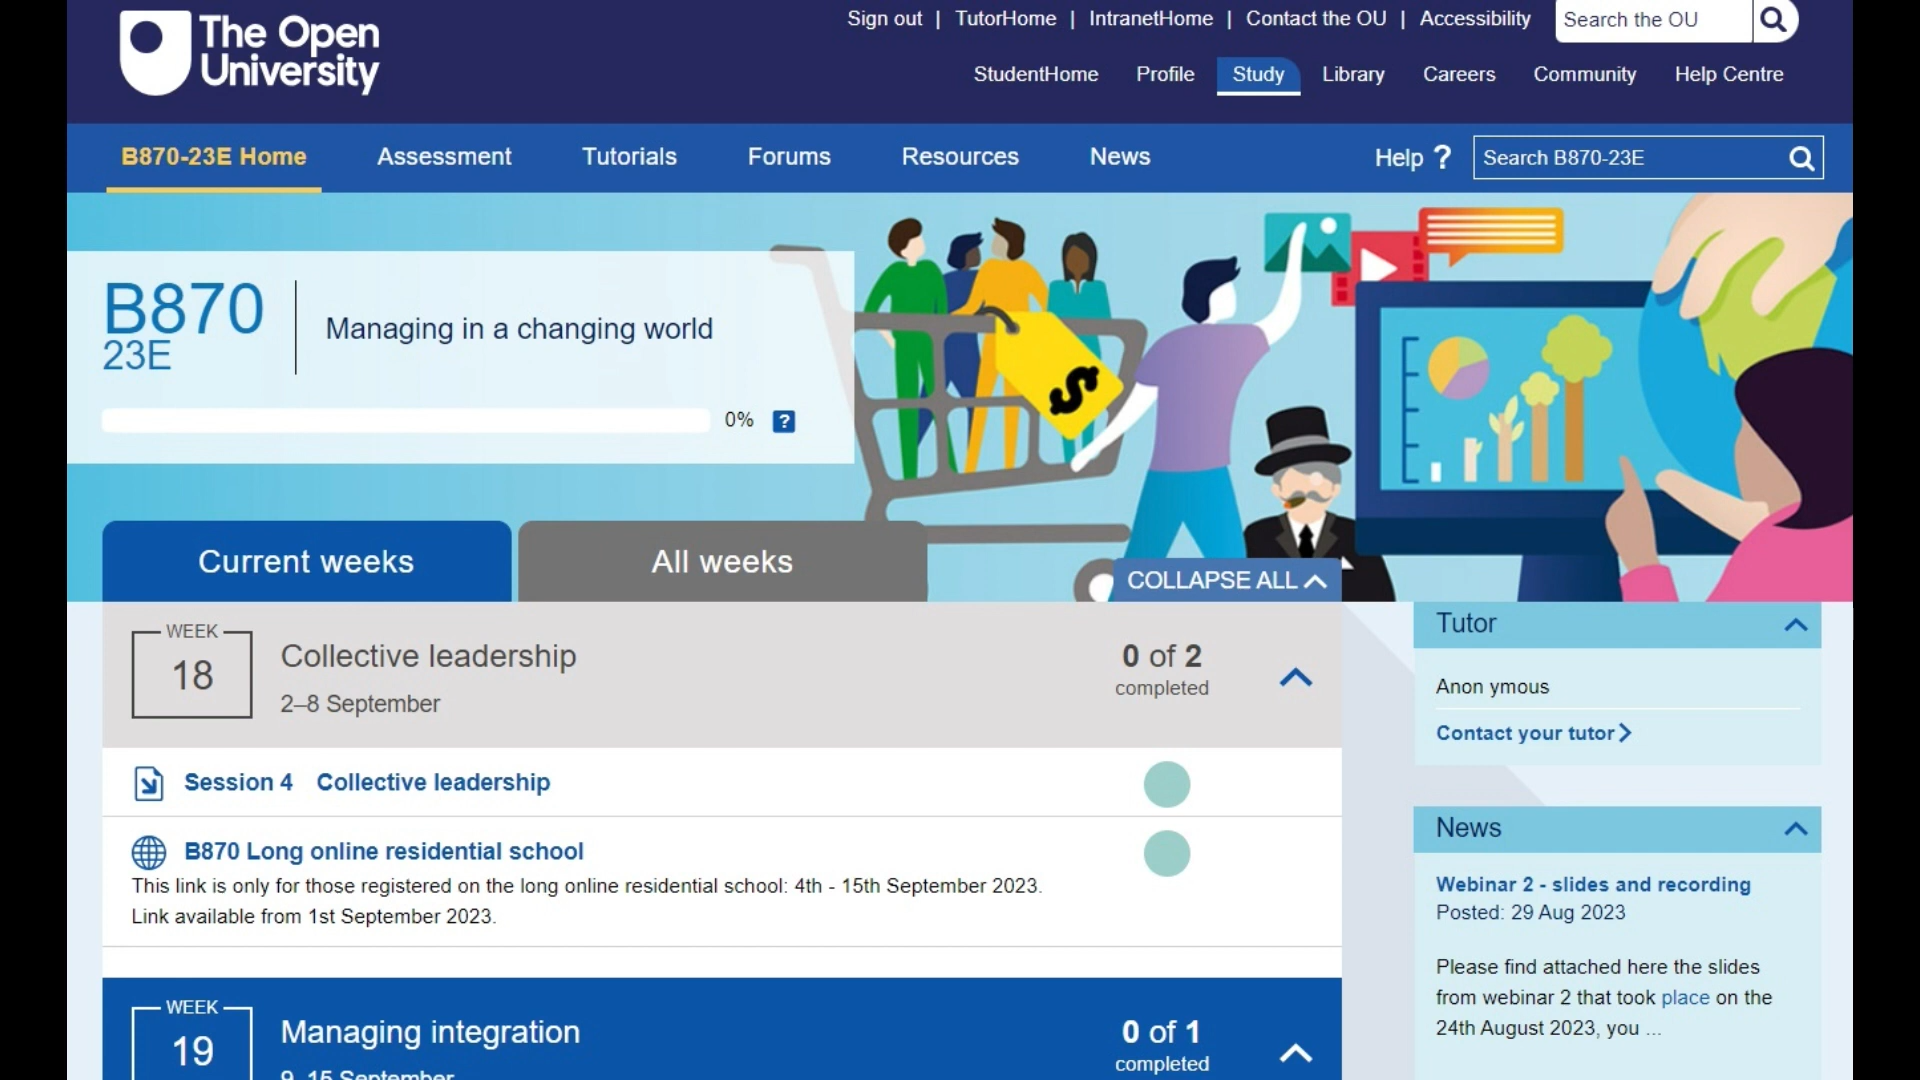 The Open
University
Sign out | TutorHome | IntranetHome | Contact the OU | Accessibility
Search the OU
StudentHome Profile Study Library Careers Community Help Centre
B870-23E Home Assessment Tutorials Forums Resources News
Help ?
Search B870-23E
B870
23E
Managing in a changing world
0% ?
$
Current weeks
All weeks
COLLAPSE ALL
WEEK
18
Collective leadership
2–8 September
0 of 2
completed
Session 4 Collective leadership
B870 Long online residential school
This link is only for those registered on the long online residential school: 4th - 15th September 2023.
Link available from 1st September 2023.
WEEK
19
Managing integration
9–15 September
0 of 1
completed
Tutor
Anon ymous
Contact your tutor
News
Webinar 2 - slides and recording
Posted: 29 Aug 2023
Please find attached here the slides
from webinar 2 that took place on the
24th August 2023, you ...